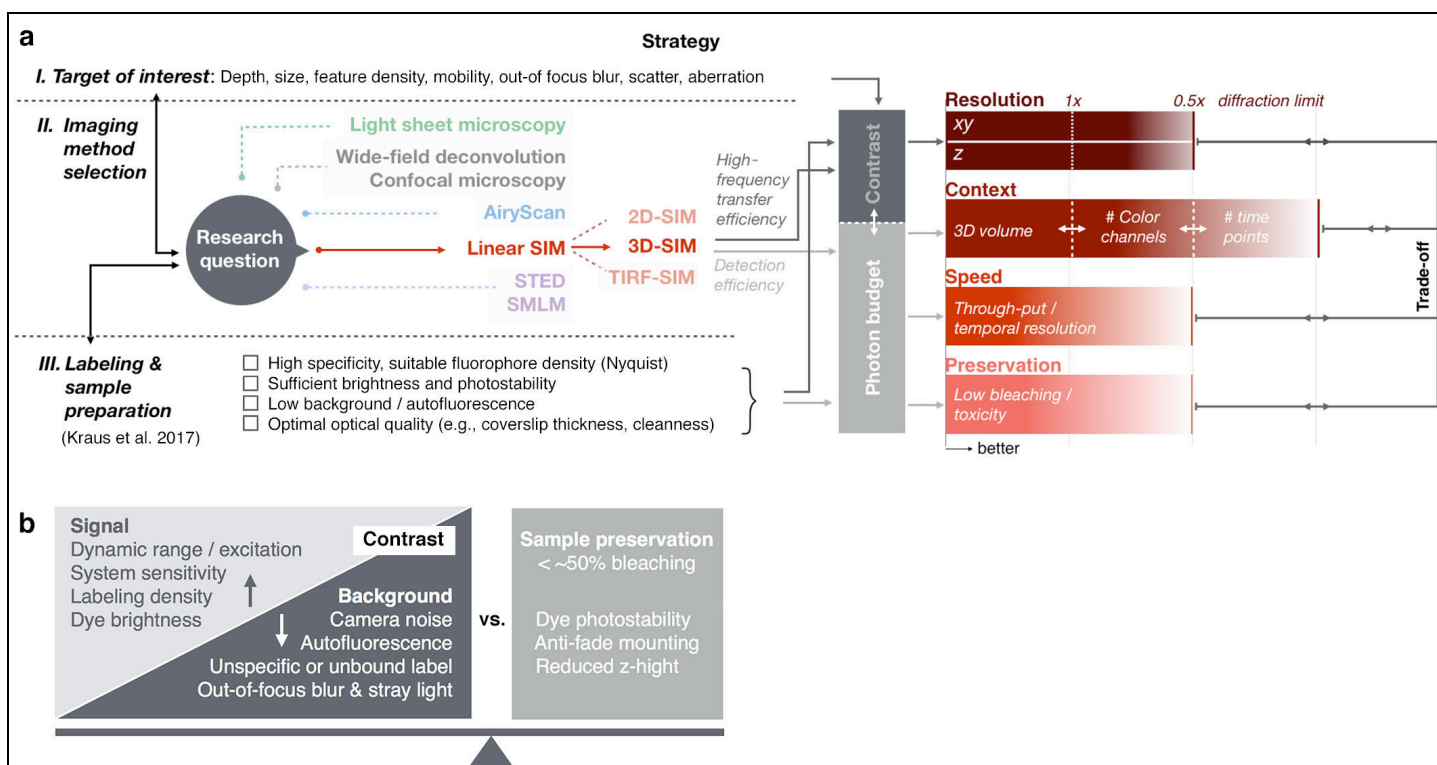 a
Strategy
I. Target of interest: Depth, size, feature density, mobility, out-of focus blur, scatter, aberration
II. Imaging
method
selection
Light sheet microscopy
Wide-field deconvolution
Confocal microscopy
AiryScan
Research
question
Linear SIM
STED
SMLM
2D-SIM
3D-SIM
TIRF-SIM
High-
frequency
transfer
efficiency
Detection
efficiency
III. Labeling &
sample
preparation
(Kraus et al. 2017)
High specificity, suitable fluorophore density (Nyquist)
Sufficient brightness and photostability
Low background / autofluorescence
Optimal optical quality (e.g., coverslip thickness, cleanness)
Contrast
Photon budget
Resolution 1x 0.5x diffraction limit
xy
z
Context
3D volume
# Color
channels
# time
points
Speed
Through-put /
temporal resolution
Preservation
Low bleaching /
toxicity
better
Trade-off
b
Signal
Dynamic range / excitation
System sensitivity
Labeling density
Dye brightness
Contrast
Background
Camera noise
Autofluorescence
Unspecific or unbound label
Out-of-focus blur & stray light
vs.
Sample preservation
< ~50% bleaching
Dye photostability
Anti-fade mounting
Reduced z-hight